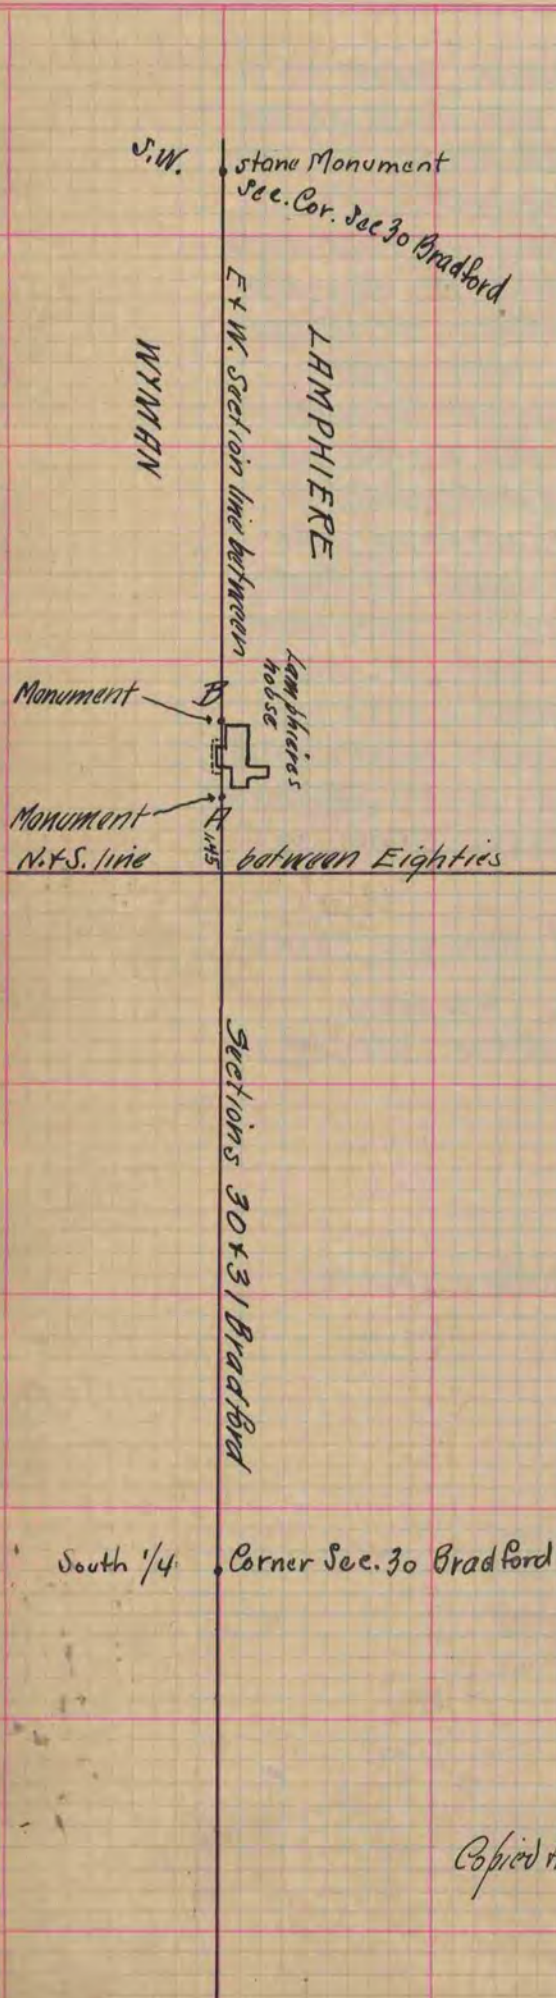 S.W. stone Monument
Sec. Cor. Sec 30 Bradford
E & W. Section line between
LAMPHIERE
WYMAN
Lamphieres
house
B
Monument
Monument
A
N. & S. line between Eighties
Sections 30 & 31 Bradford
South 1/4 Corner Sec. 30 Bradford
Copied